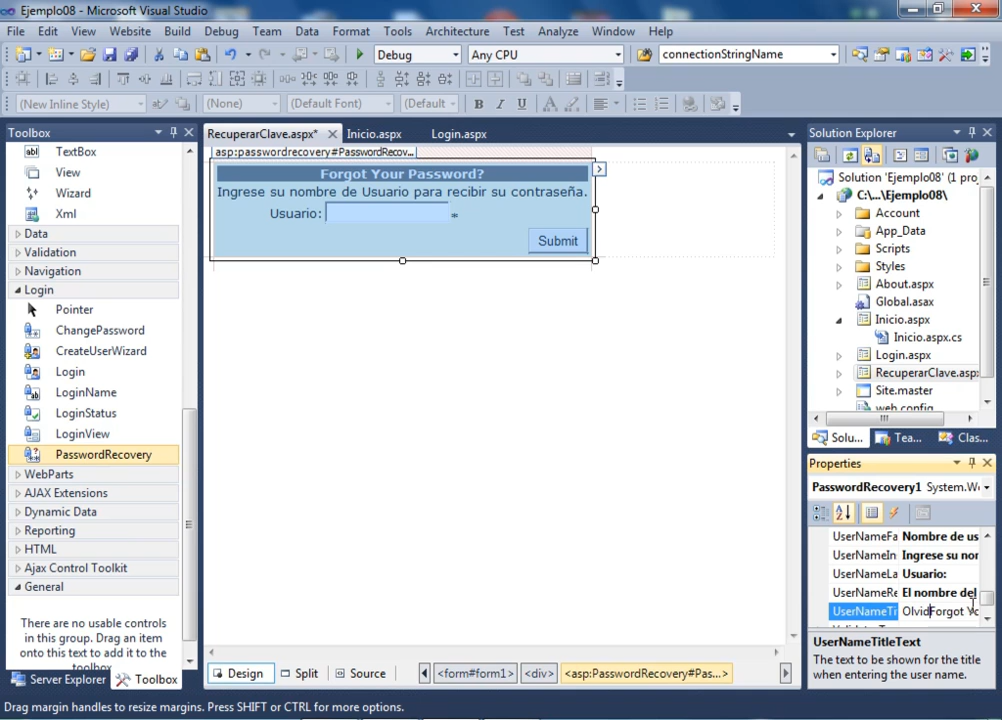 Ejemplo08 - Microsoft Visual Studio
File Edit View Website Build Debug Team Data Format Tools Architecture Test Analyze Window Help
Debug Any CPU connectionStringName
(New Inline Style) (None) (Default Font) (Default B I U A
Toolbox
RecuperarClave.aspx* Inicio.aspx Login.aspx
Solution Explorer
TextBox
View
Wizard
Xml
Data
Validation
Navigation
Login
Pointer
ChangePassword
CreateUserWizard
Login
LoginName
LoginStatus
LoginView
PasswordRecovery
WebParts
AJAX Extensions
Dynamic Data
Reporting
HTML
Ajax Control Toolkit
General
There are no usable controls
in this group. Drag an item
onto this text to add it to the
toolbox.
Server Explorer Toolbox
asp:passwordrecovery#PasswordRecov...
Forgot Your Password?
Ingrese su nombre de Usuario para recibir su contraseña.
Usuario: *
Submit
Design Split Source <form#form1> <div> <asp:PasswordRecovery#Pas...>
Solution 'Ejemplo08' (1 proj
C:\...\Ejemplo08\
Account
App_Data
Scripts
Styles
About.aspx
Global.asax
Inicio.aspx
Inicio.aspx.cs
Login.aspx
RecuperarClave.asp
Site.master
web.config
Solu... Tea... Clas...
Properties
PasswordRecovery1 System.W
UserNameFa Nombre de us
UserNameIn Ingrese su nor
UserNameLa Usuario:
UserNameRe El nombre del
UserNameTi OlvidForgot Yo
UserNameTitleText
The text to be shown for the title
when entering the user name.
Drag margin handles to resize margins. Press SHIFT or CTRL for more options.